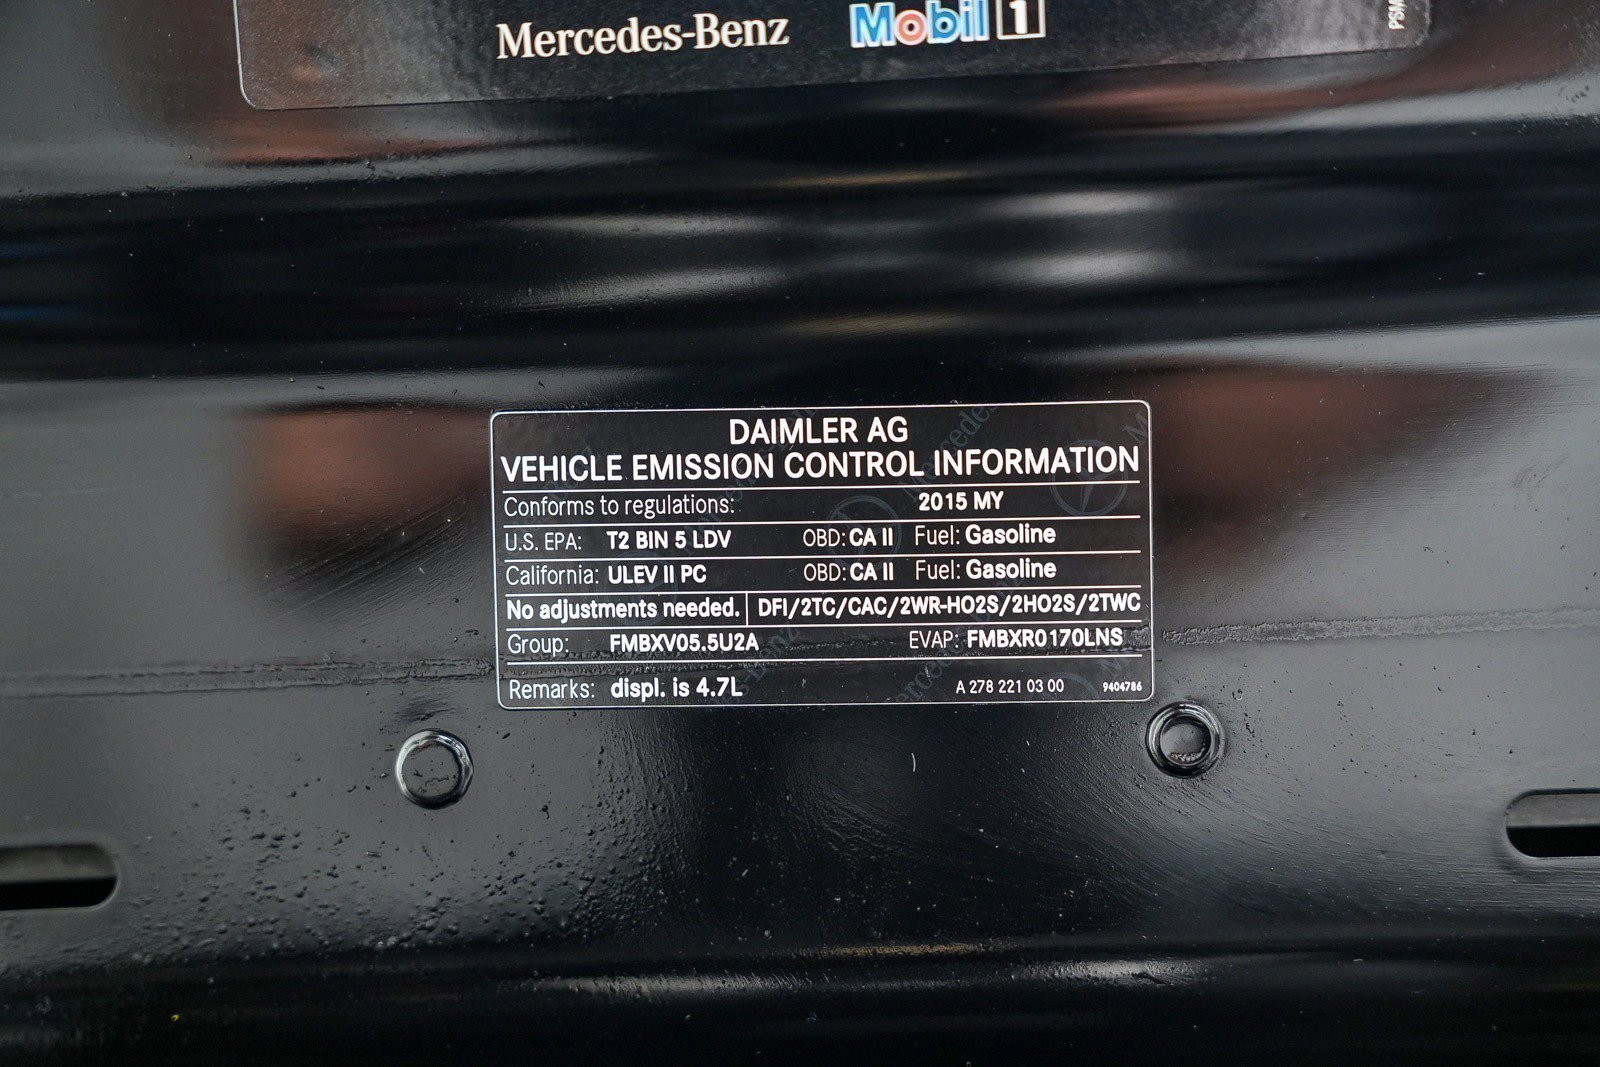 Mercedes-Benz Mobil 1
DAIMLER AG
VEHICLE EMISSION CONTROL INFORMATION
Conforms to regulations: 2015 MY
U.S. EPA: T2 BIN 5 LDV OBD: CA II Fuel: Gasoline
California: ULEV II PC OBD: CA II Fuel: Gasoline
No adjustments needed. DFI/2TC/CAC/2WR-HO2S/2HO2S/2TWC
Group: FMBXV05.5U2A EVAP: FMBXR0170LNS
Remarks: displ. is 4.7L A 278 221 03 00 9404786